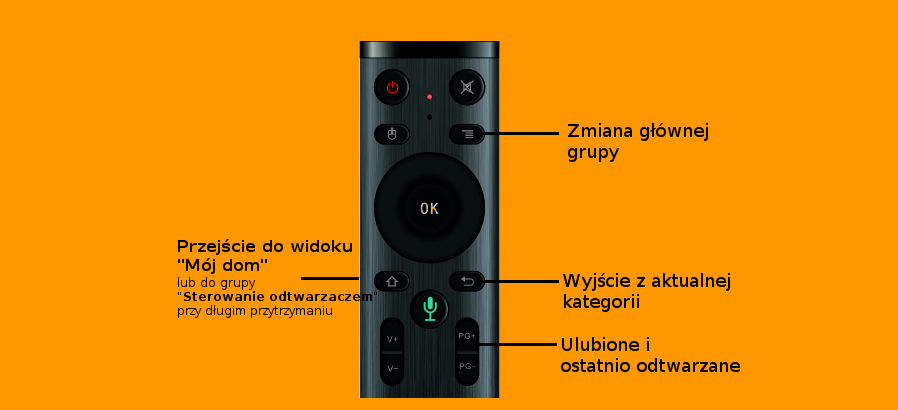 Zmiana głównej
grupy
OK
Przejście do widoku
"Mój dom"
lub do grupy
"Sterowanie odtwarzaczem"
przy długim przytrzymaniu
Wyjście z aktualnej
kategorii
V+
V−
PG+
PG−
Ulubione i
ostatnio odtwarzane